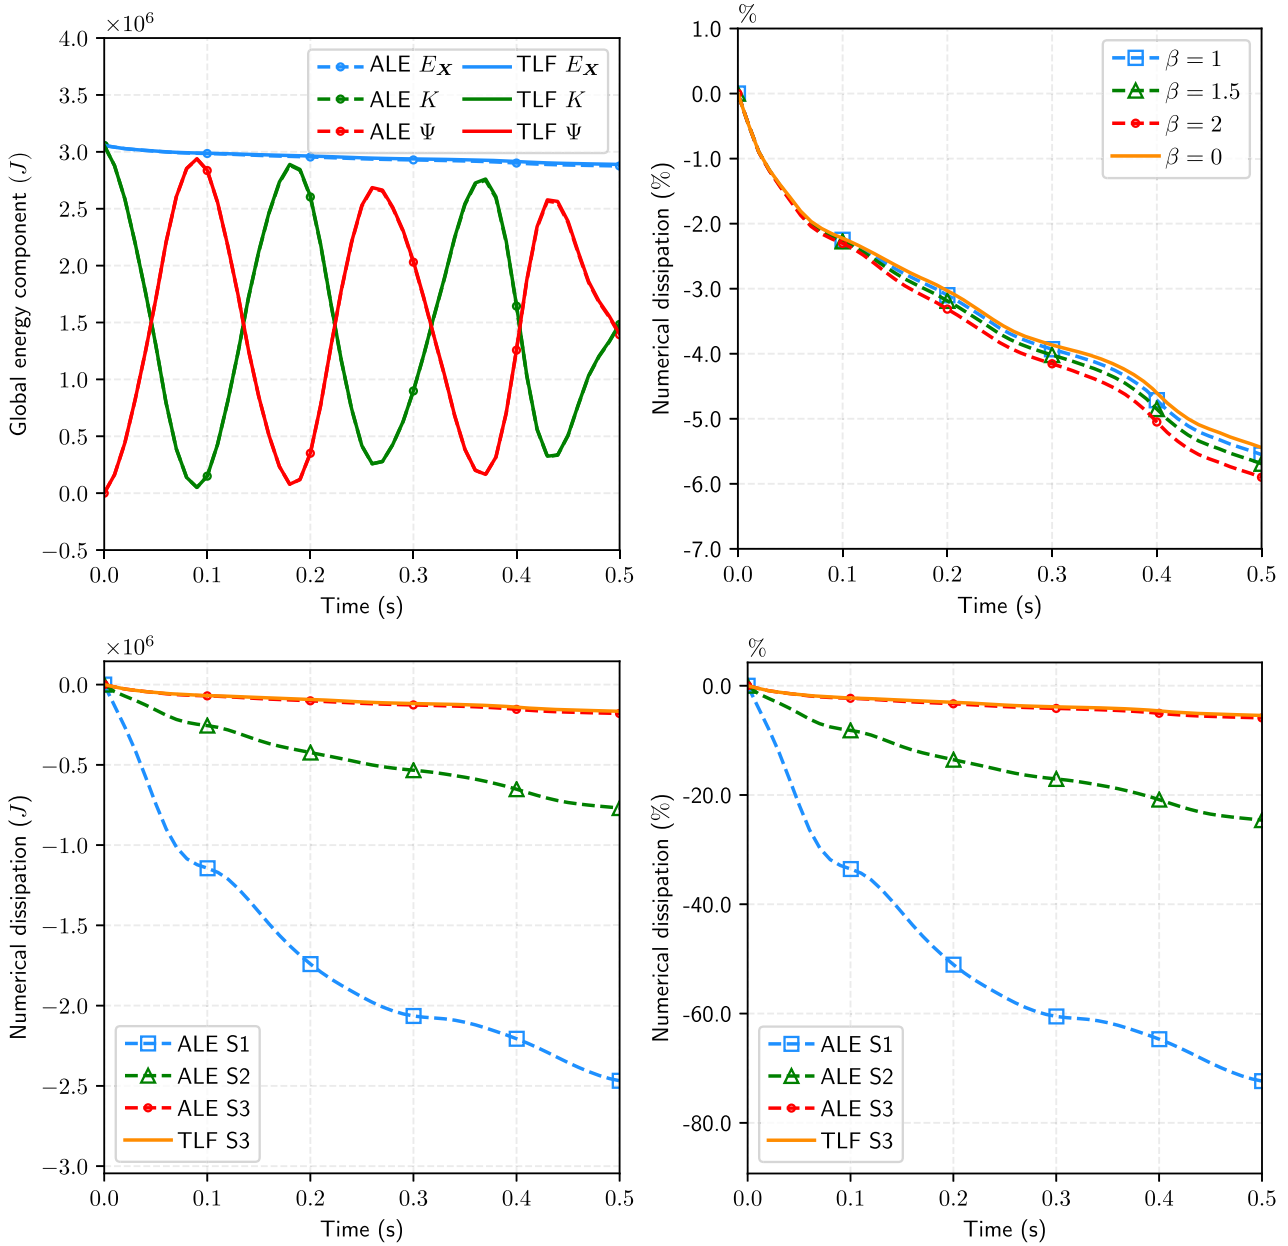 ×10⁶
4.0
3.5
3.0
2.5
2.0
1.5
1.0
0.5
0.0
−0.5
0.0 0.1 0.2 0.3 0.4 0.5
Time (s)
Global energy component (J)
ALE E_X TLF E_X
ALE K TLF K
ALE Ψ TLF Ψ
%
1.0
0.0
-1.0
-2.0
-3.0
-4.0
-5.0
-6.0
-7.0
0.0 0.1 0.2 0.3 0.4 0.5
Time (s)
Numerical dissipation (%)
β = 1
β = 1.5
β = 2
β = 0
×10⁶
0.0
−0.5
−1.0
−1.5
−2.0
−2.5
−3.0
0.0 0.1 0.2 0.3 0.4 0.5
Time (s)
Numerical dissipation (J)
ALE S1
ALE S2
ALE S3
TLF S3
%
0.0
-20.0
-40.0
-60.0
-80.0
0.0 0.1 0.2 0.3 0.4 0.5
Time (s)
Numerical dissipation (%)
ALE S1
ALE S2
ALE S3
TLF S3